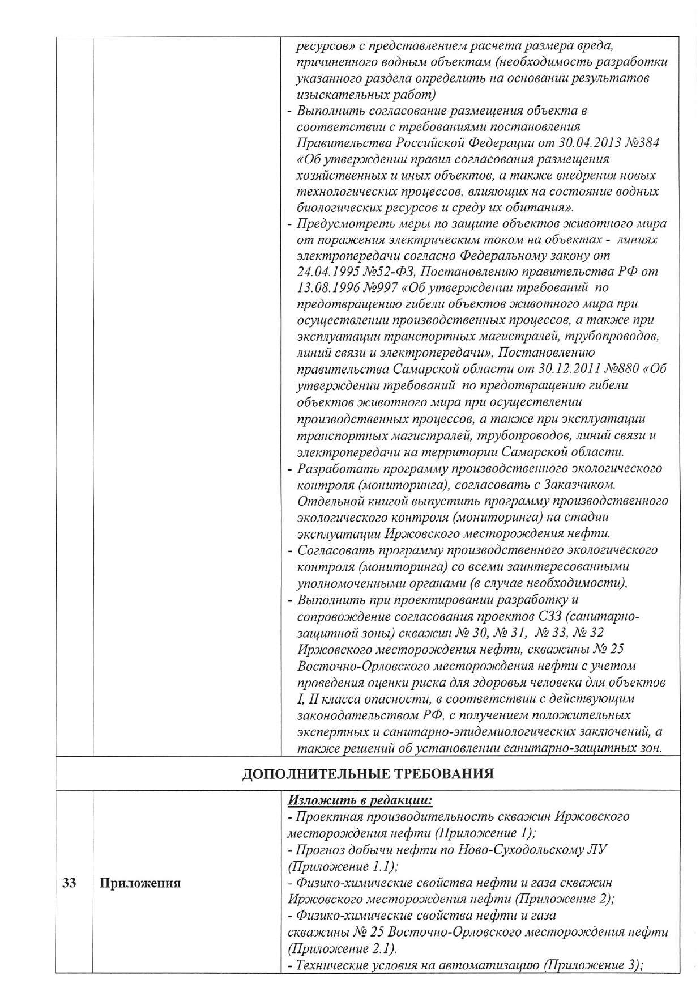 ресурсов» с представлением расчета размера вреда,
причиненного водным объектам (необходимость разработки
указанного раздела определить на основании результатов
изыскательных работ)
- Выполнить согласование размещения объекта в
соответствии с требованиями постановления
Правительства Российской Федерации от 30.04.2013 №384
«Об утверждении правил согласования размещения
хозяйственных и иных объектов, а также внедрения новых
технологических процессов, влияющих на состояние водных
биологических ресурсов и среду их обитания».
- Предусмотреть меры по защите объектов животного мира
от поражения электрическим током на объектах - линиях
электропередачи согласно Федеральному закону от
24.04.1995 №52-ФЗ, Постановлению правительства РФ от
13.08.1996 №997 «Об утверждении требований по
предотвращению гибели объектов животного мира при
осуществлении производственных процессов, а также при
эксплуатации транспортных магистралей, трубопроводов,
линий связи и электропередачи», Постановлению
правительства Самарской области от 30.12.2011 №880 «Об
утверждении требований по предотвращению гибели
объектов животного мира при осуществлении
производственных процессов, а также при эксплуатации
транспортных магистралей, трубопроводов, линий связи и
электропередачи на территории Самарской области.
- Разработать программу производственного экологического
контроля (мониторинга), согласовать с Заказчиком.
Отдельной книгой выпустить программу производственного
экологического контроля (мониторинга) на стадии
эксплуатации Иржовского месторождения нефти.
- Согласовать программу производственного экологического
контроля (мониторинга) со всеми заинтересованными
уполномоченными органами (в случае необходимости),
- Выполнить при проектировании разработку и
сопровождение согласования проектов СЗЗ (санитарно-
защитной зоны) скважин № 30, № 31, № 33, № 32
Иржовского месторождения нефти, скважины № 25
Восточно-Орловского месторождения нефти с учетом
проведения оценки риска для здоровья человека для объектов
I, II класса опасности, в соответствии с действующим
законодательством РФ, с получением положительных
экспертных и санитарно-эпидемиологических заключений, а
также решений об установлении санитарно-защитных зон.
ДОПОЛНИТЕЛЬНЫЕ ТРЕБОВАНИЯ
33
Приложения
Изложить в редакции:
- Проектная производительность скважин Иржовского
месторождения нефти (Приложение 1);
- Прогноз добычи нефти по Ново-Суходольскому ЛУ
(Приложение 1.1);
- Физико-химические свойства нефти и газа скважин
Иржовского месторождения нефти (Приложение 2);
- Физико-химические свойства нефти и газа
скважины № 25 Восточно-Орловского месторождения нефти
(Приложение 2.1).
- Технические условия на автоматизацию (Приложение 3);